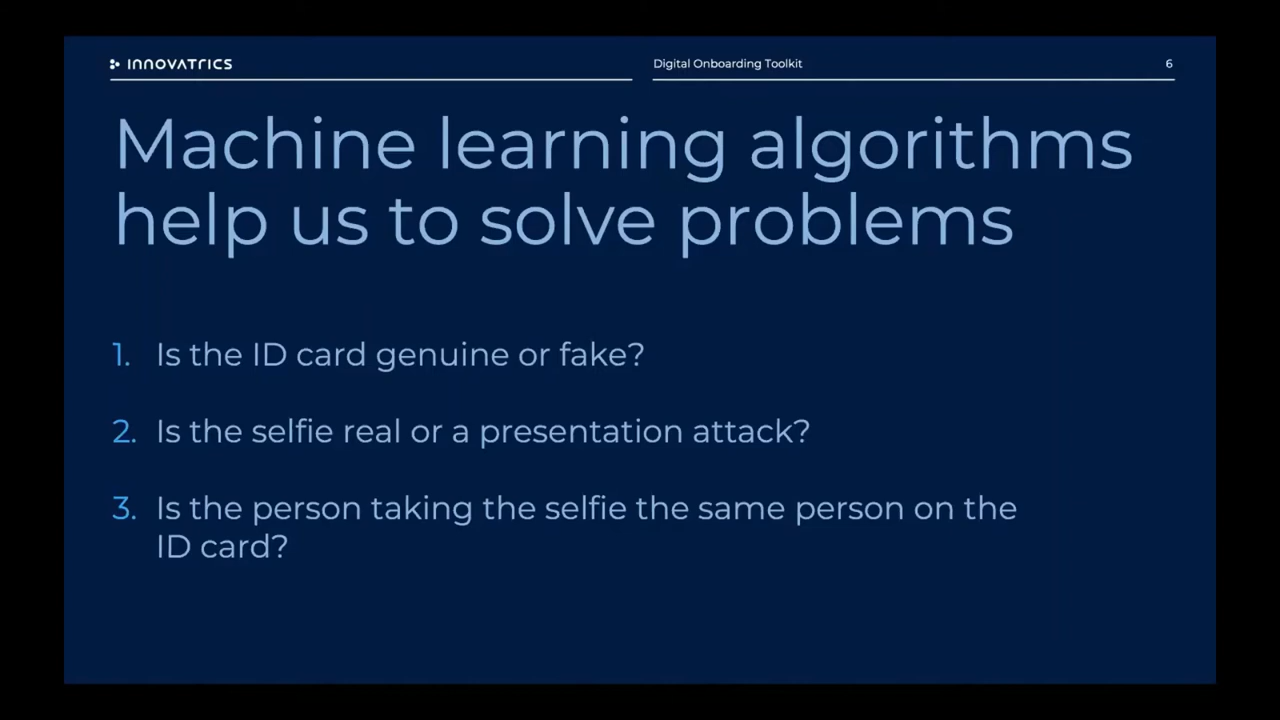 INNOVATRICS
Digital Onboarding Toolkit
6
Machine learning algorithms
help us to solve problems
1. Is the ID card genuine or fake?
2. Is the selfie real or a presentation attack?
3. Is the person taking the selfie the same person on the
ID card?